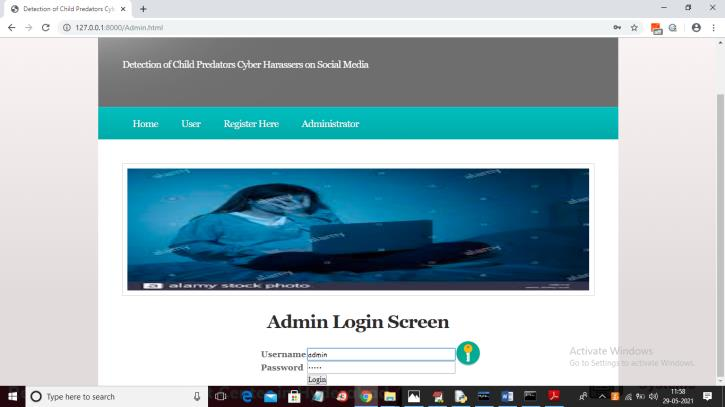 Detection of Child Predators Cyb
127.0.0.1:8000/Admin.html
Detection of Child Predators Cyber Harassers on Social Media
Home User Register Here Administrator
alamy
a alamy stock photo
Admin Login Screen
Username admin
Password •••••
Login
Activate Windows
Go to Settings to activate Windows.
Type here to search
11:58
29-05-2021